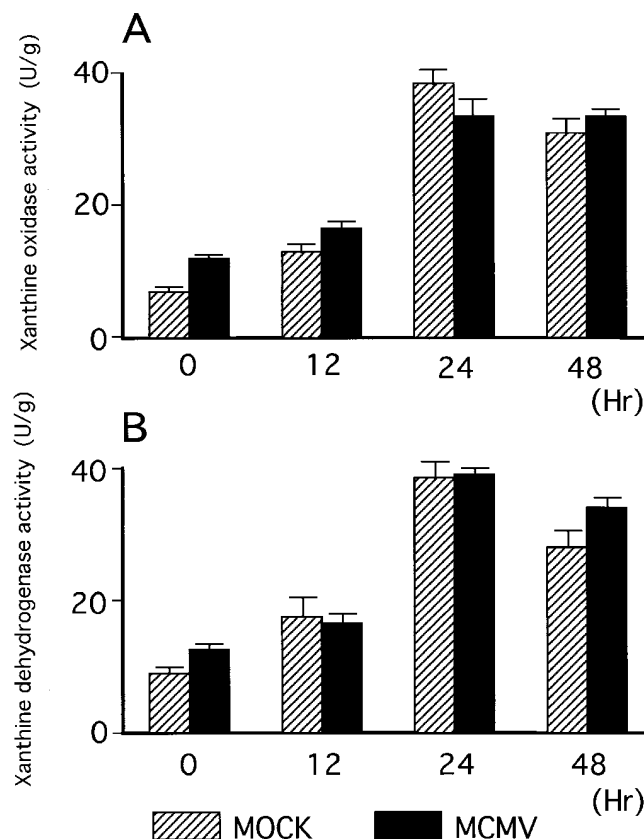 A
Xanthine oxidase activity (U/g)
40
20
0
0 12 24 48
(Hr)
B
Xanthine dehydrogenase activity (U/g)
40
20
0
0 12 24 48
(Hr)
MOCK MCMV